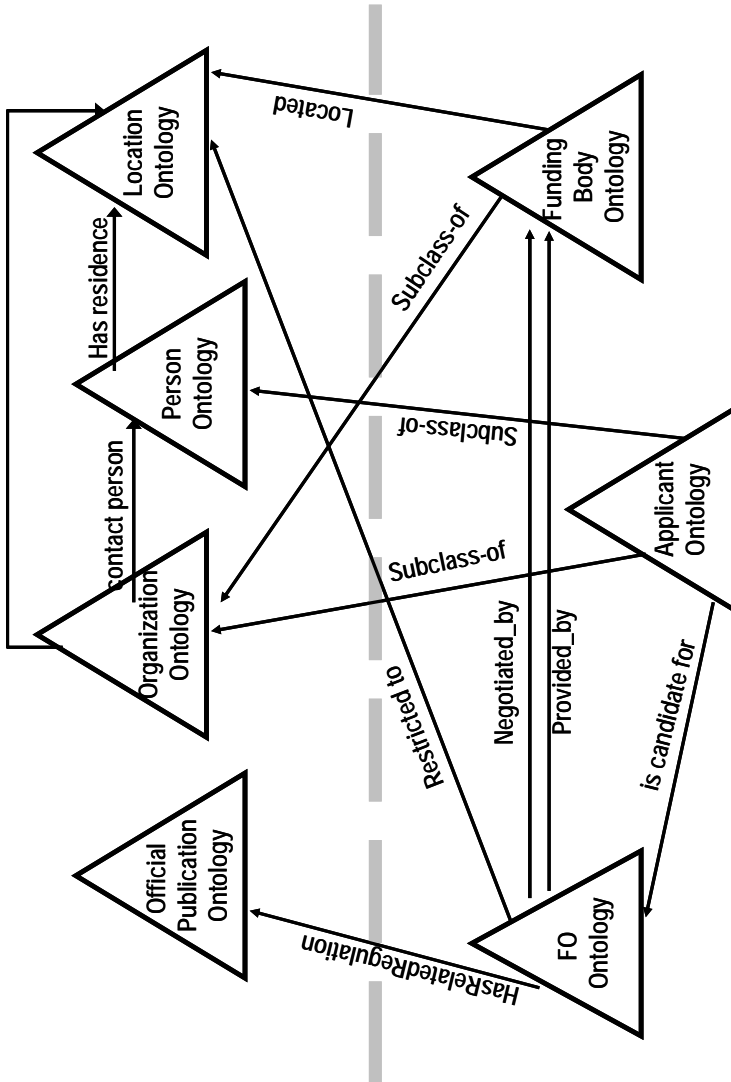 Official
Publication
Ontology
Organization
Ontology
contact person
Person
Ontology
Has residence
Location
Ontology
HasRelatedRegulation
Restricted to
Subclass-of
Subclass-of
Subclass-of
Located
Negotiated_by
Provided_by
FO
Ontology
is candidate for
Applicant
Ontology
Funding
Body
Ontology